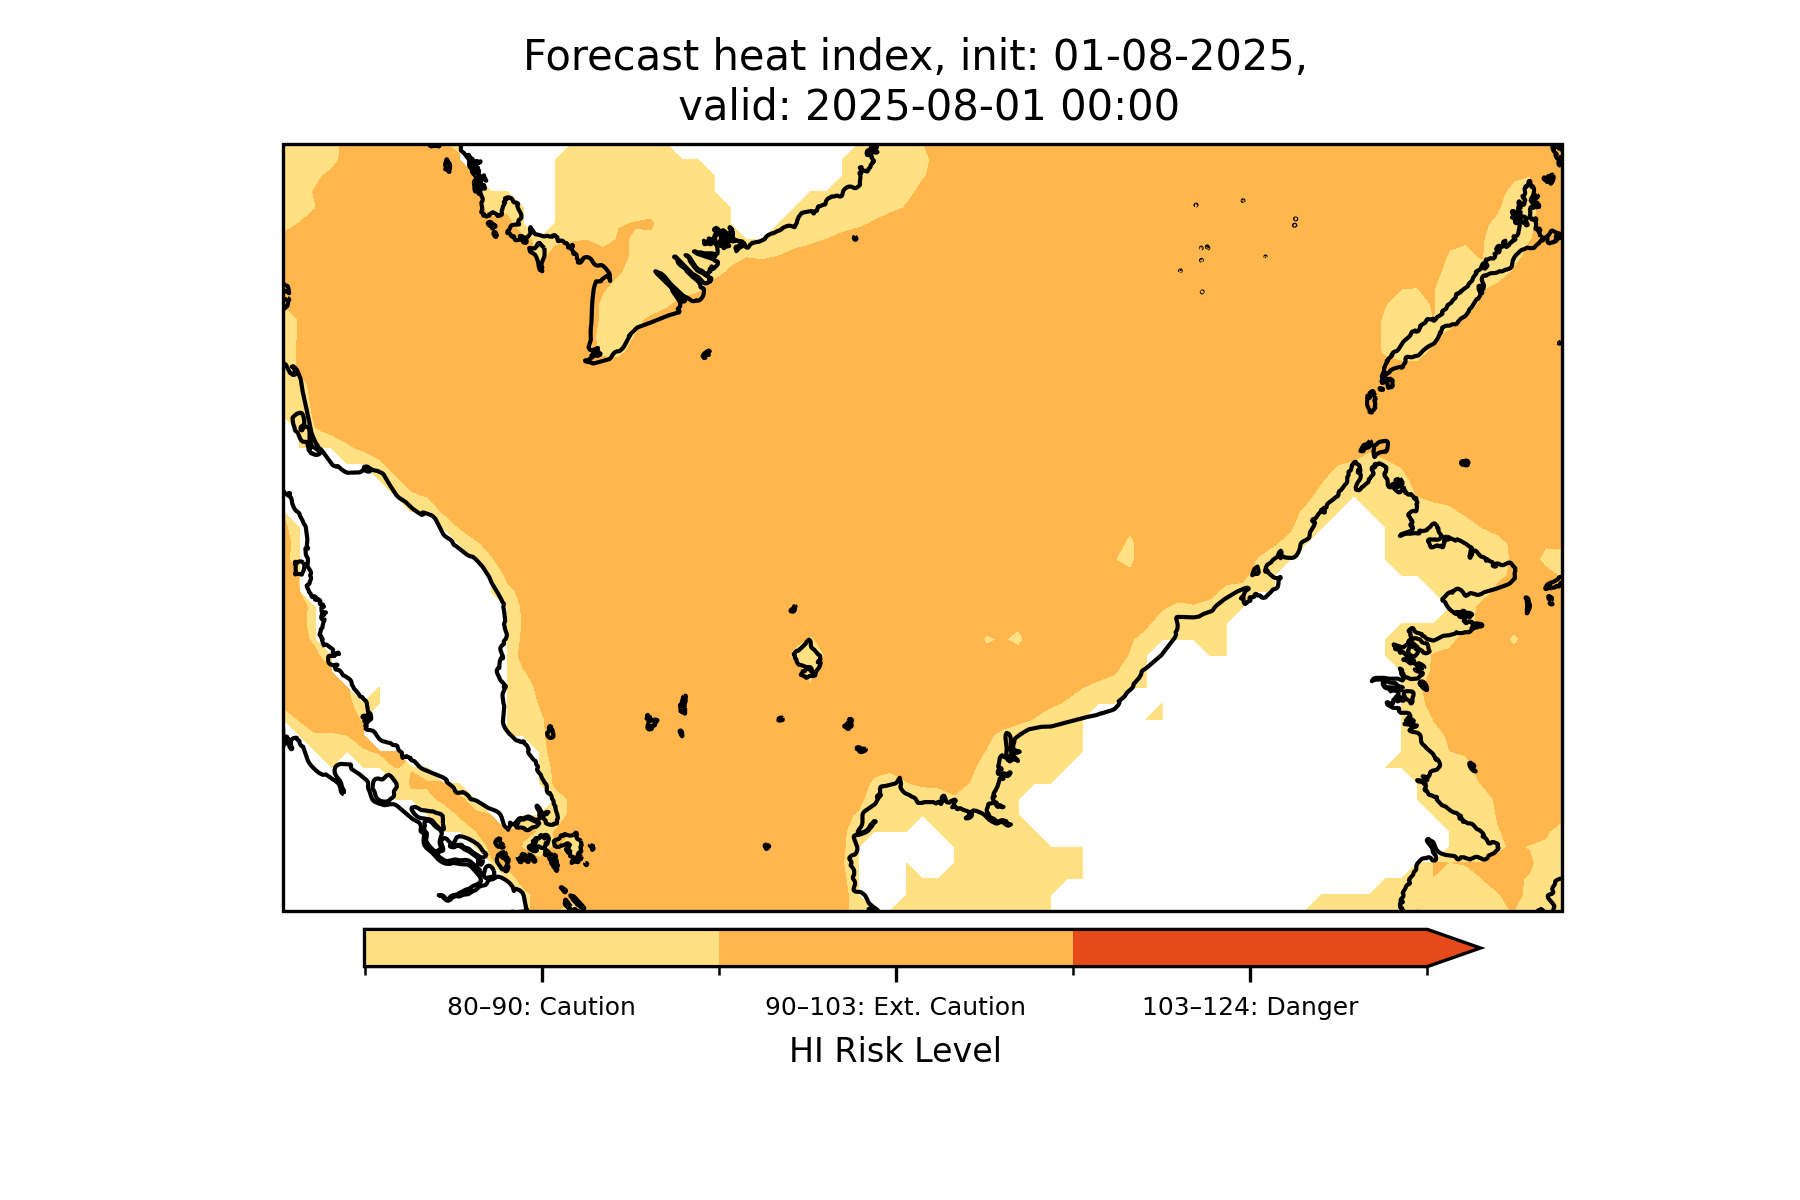 Forecast heat index, init: 01-08-2025,
valid: 2025-08-01 00:00
80–90: Caution
90–103: Ext. Caution
103–124: Danger
HI Risk Level